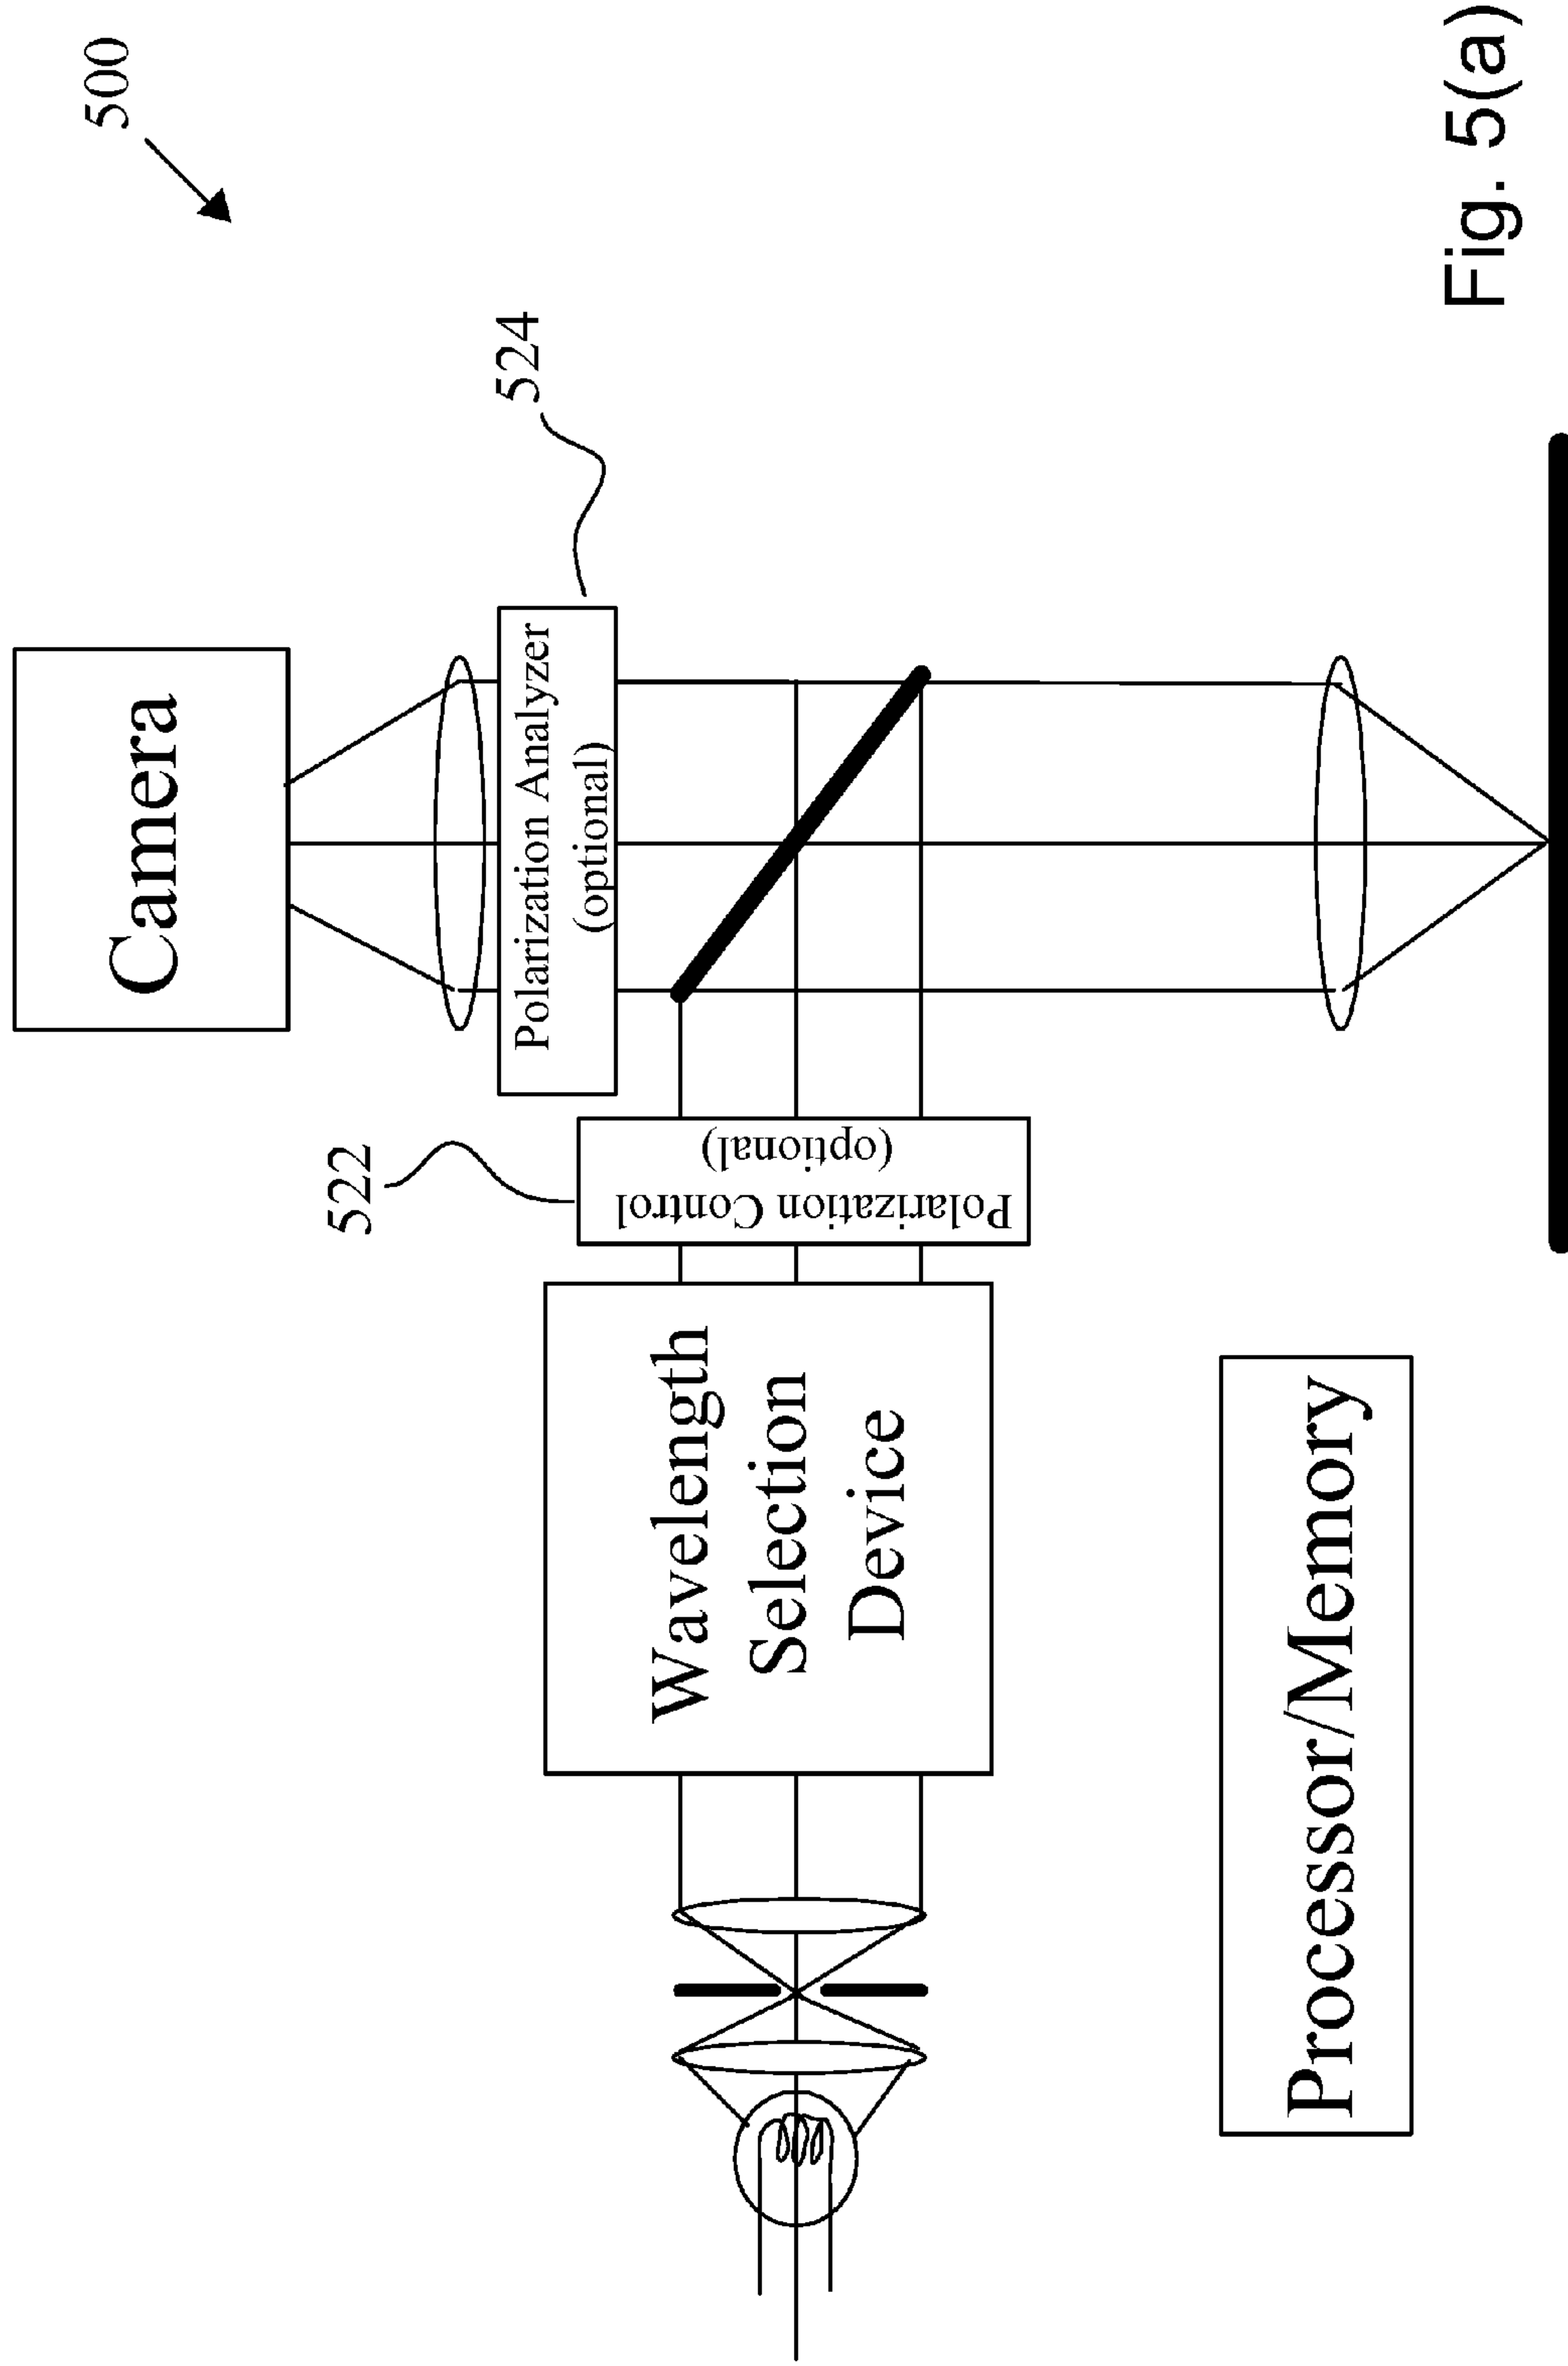 500
Camera
524
Polarization Analyzer
(optional)
522
Polarization Control
(optional)
Wavelength
Selection
Device
Processor/Memory
Fig. 5(a)